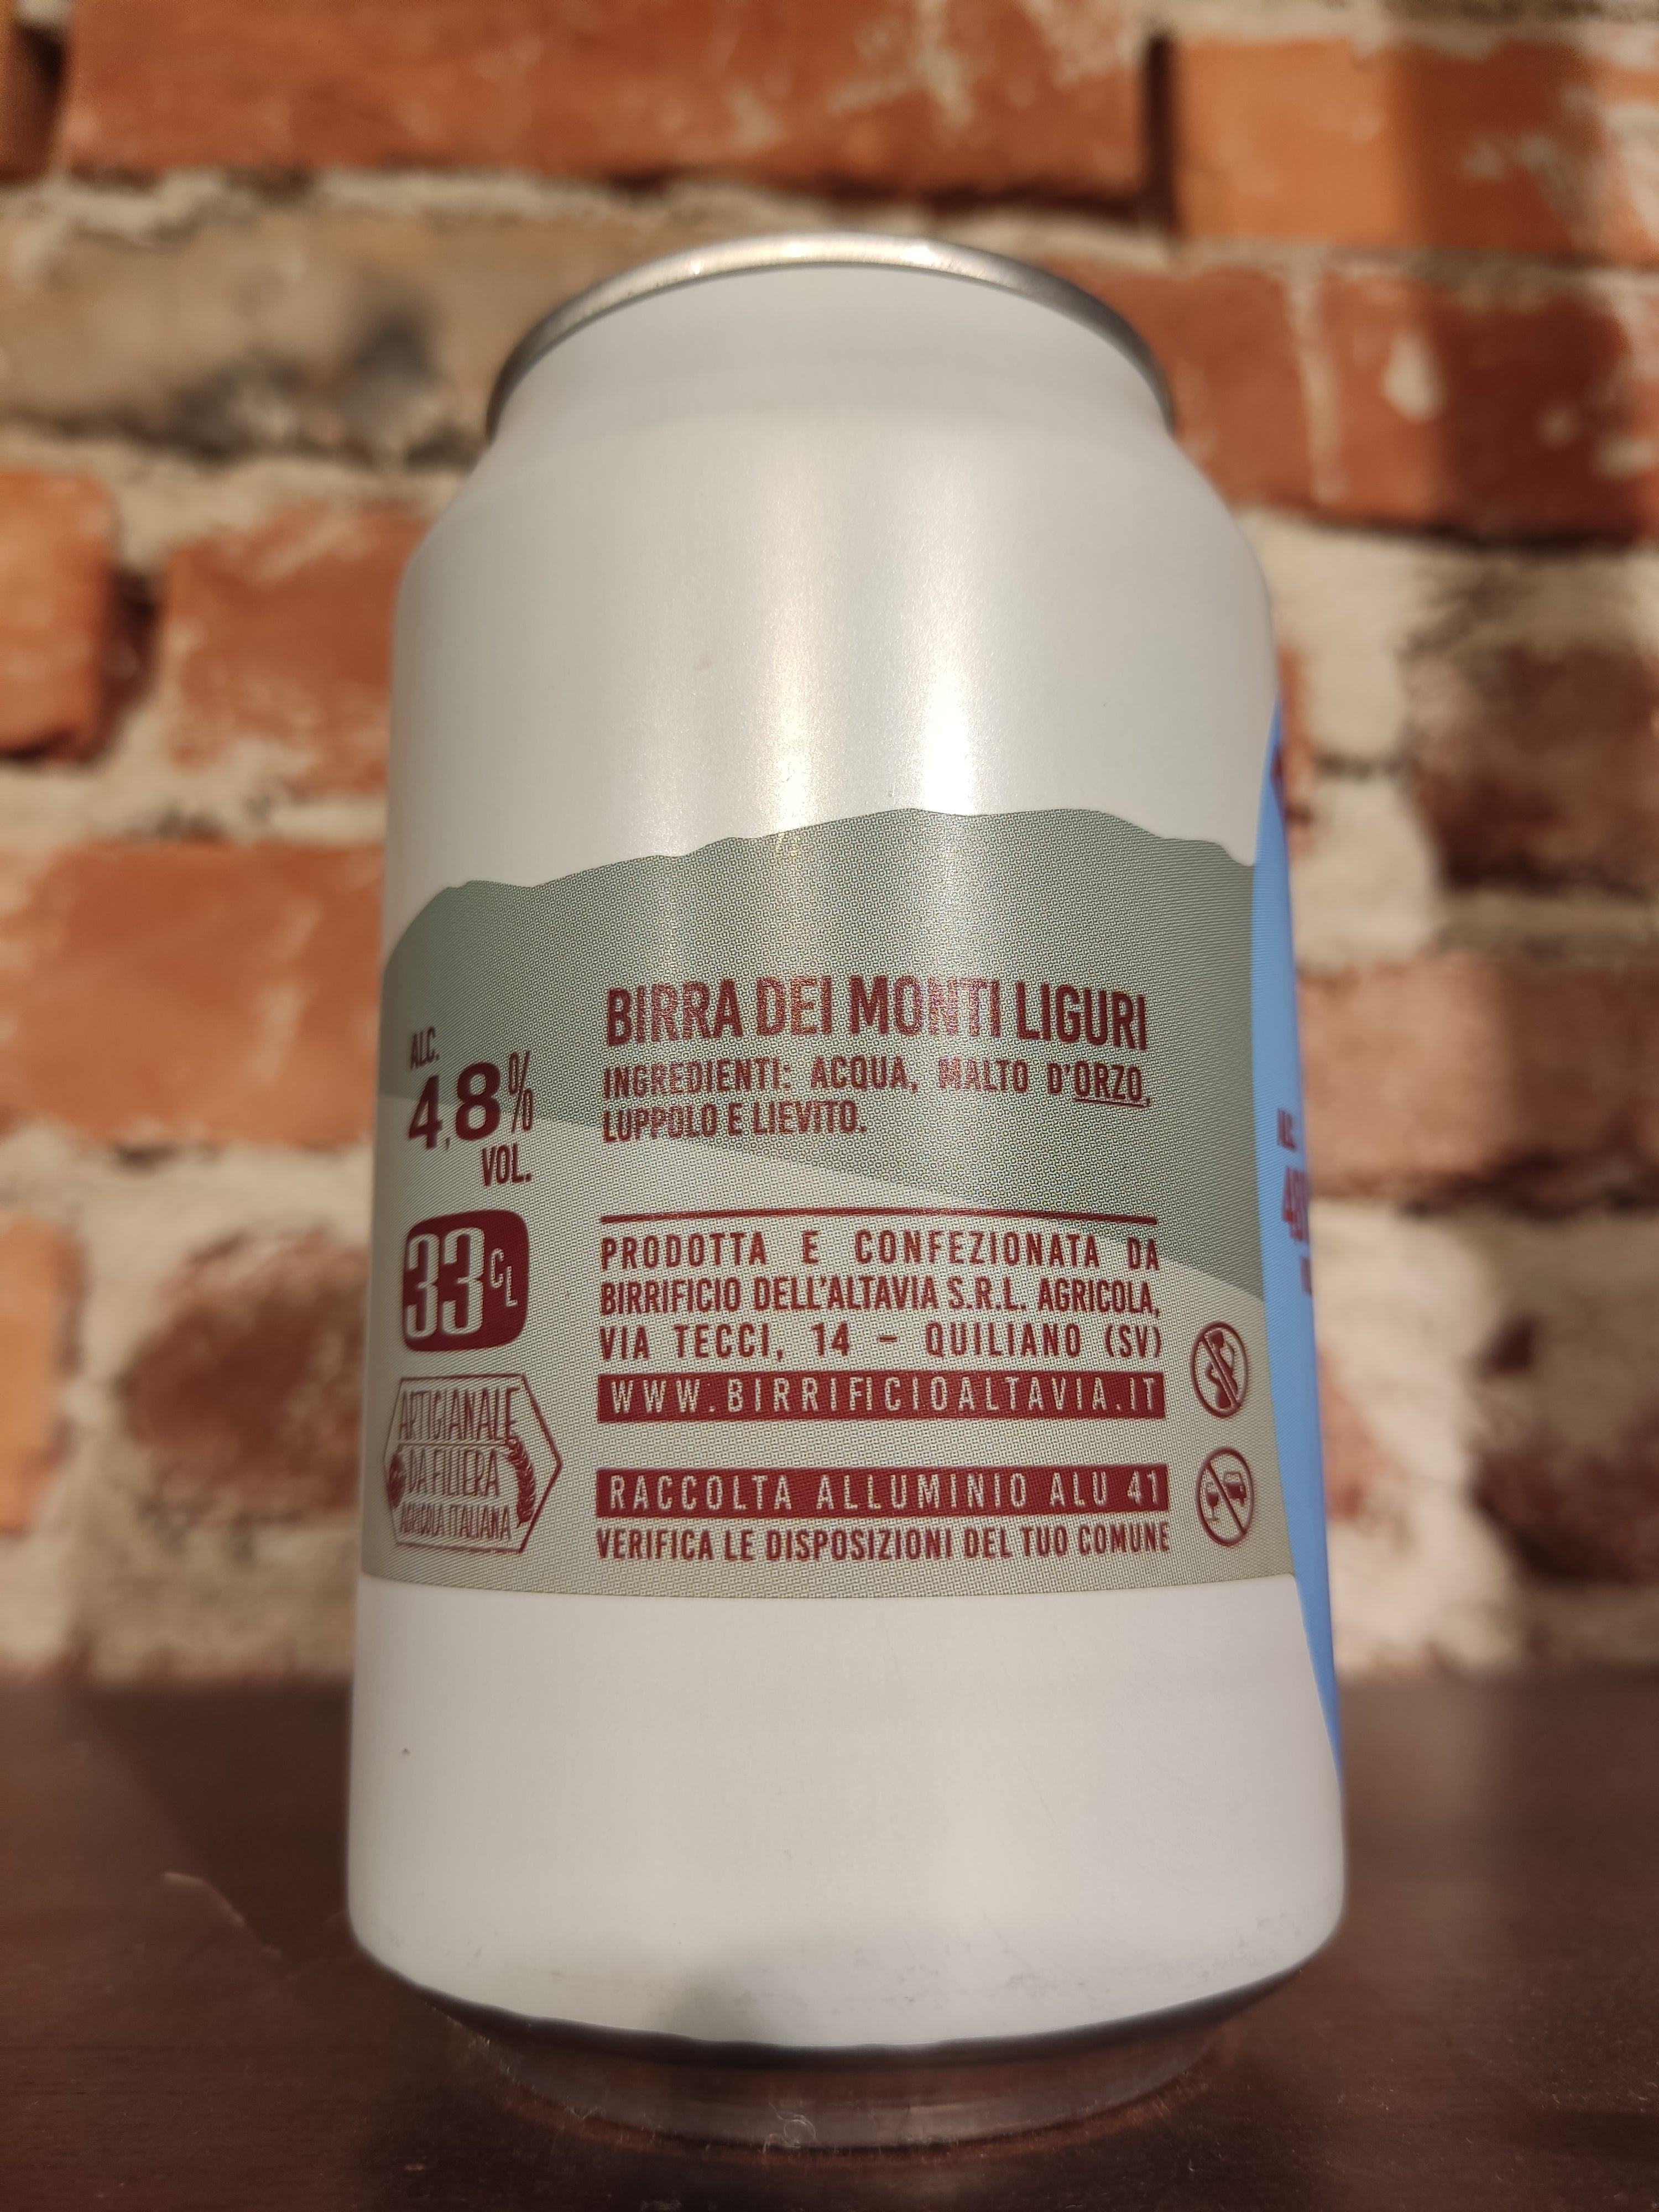 ALC.
4,8%
VOL.
33CL
ARTIGIANALE
DA FILIERA
AGRICOLA ITALIANA
BIRRA DEI MONTI LIGURI
INGREDIENTI: ACQUA, MALTO D'ORZO,
LUPPOLO E LIEVITO.
PRODOTTA E CONFEZIONATA DA
BIRRIFICIO DELL'ALTAVIA S.R.L. AGRICOLA,
VIA TECCI, 14 - QUILIANO (SV)
WWW.BIRRIFICIOALTAVIA.IT
RACCOLTA ALLUMINIO ALU 41
VERIFICA LE DISPOSIZIONI DEL TUO COMUNE